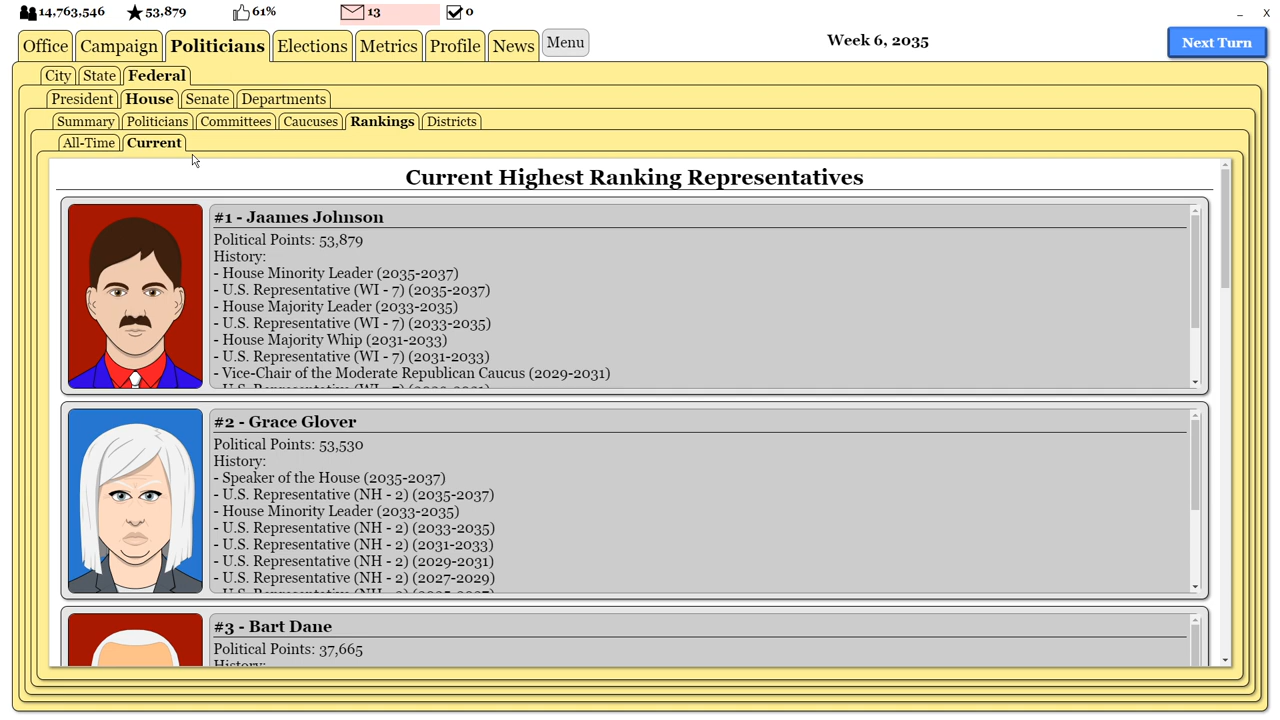 14,763,546 53,879 61% 13 0
_ X
Office Campaign Politicians Elections Metrics Profile News Menu Week 6, 2035 Next Turn
City State Federal
President House Senate Departments
Summary Politicians Committees Caucuses Rankings Districts
All-Time Current
Current Highest Ranking Representatives
#1 - Jaames Johnson
Political Points: 53,879
History:
- House Minority Leader (2035-2037)
- U.S. Representative (WI - 7) (2035-2037)
- House Majority Leader (2033-2035)
- U.S. Representative (WI - 7) (2033-2035)
- House Majority Whip (2031-2033)
- U.S. Representative (WI - 7) (2031-2033)
- Vice-Chair of the Moderate Republican Caucus (2029-2031)
#2 - Grace Glover
Political Points: 53,530
History:
- Speaker of the House (2035-2037)
- U.S. Representative (NH - 2) (2035-2037)
- House Minority Leader (2033-2035)
- U.S. Representative (NH - 2) (2033-2035)
- U.S. Representative (NH - 2) (2031-2033)
- U.S. Representative (NH - 2) (2029-2031)
- U.S. Representative (NH - 2) (2027-2029)
#3 - Bart Dane
Political Points: 37,665
History: